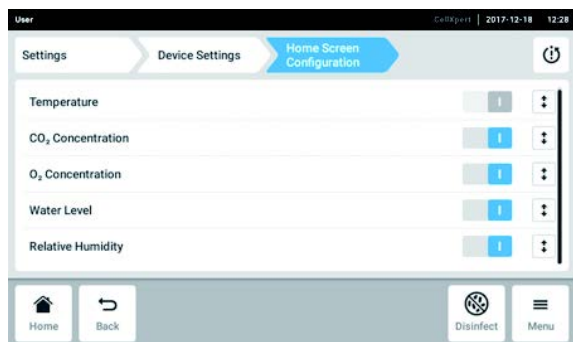 User CellXpert | 2017-12-18 12:28
Settings Device Settings Home Screen
Configuration
Temperature
CO₂ Concentration
O₂ Concentration
Water Level
Relative Humidity
Home Back Disinfect Menu